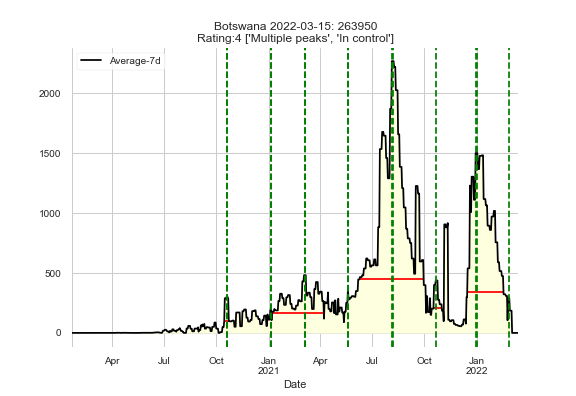 Botswana 2022-03-15: 263950
Rating:4 ['Multiple peaks', 'In control']
Average-7d
2000
1500
1000
500
0
Apr Jul Oct Jan Apr Jul Oct Jan
2021 2022
Date